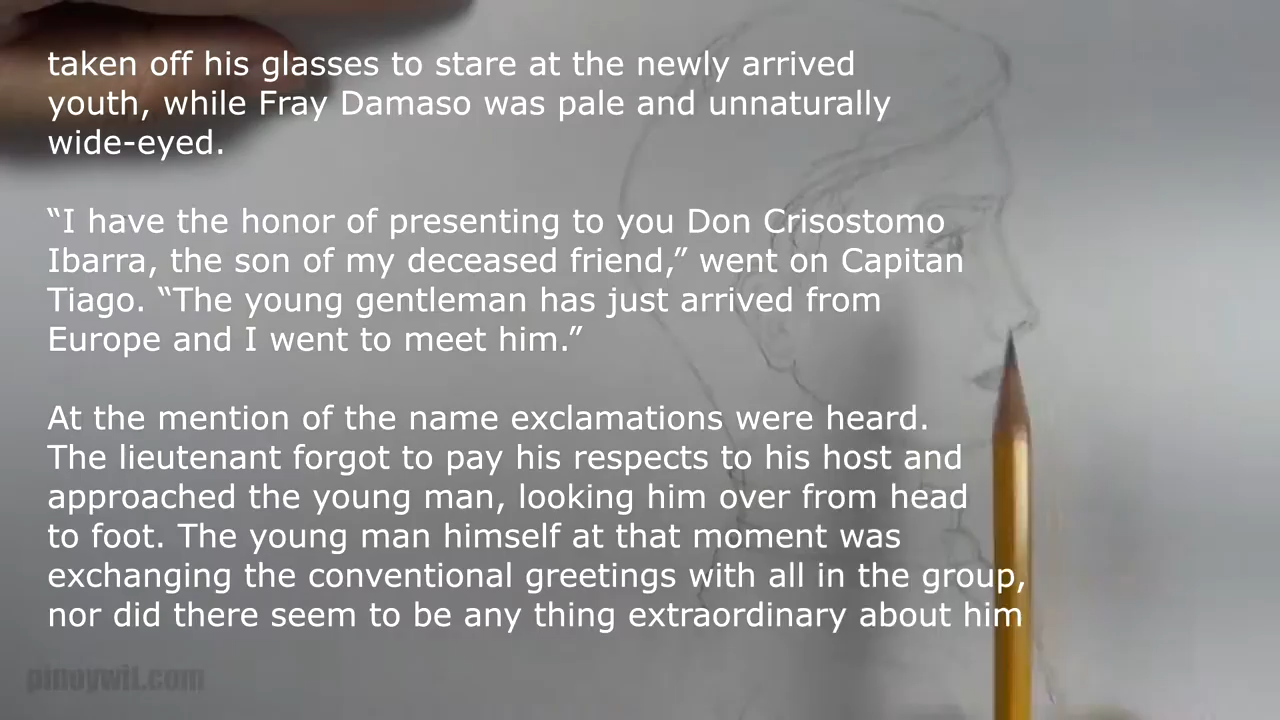 taken off his glasses to stare at the newly arrived
youth, while Fray Damaso was pale and unnaturally
wide-eyed.
“I have the honor of presenting to you Don Crisostomo
Ibarra, the son of my deceased friend,” went on Capitan
Tiago. “The young gentleman has just arrived from
Europe and I went to meet him.”
At the mention of the name exclamations were heard.
The lieutenant forgot to pay his respects to his host and
approached the young man, looking him over from head
to foot. The young man himself at that moment was
exchanging the conventional greetings with all in the group,
nor did there seem to be any thing extraordinary about him
pinoywit.com